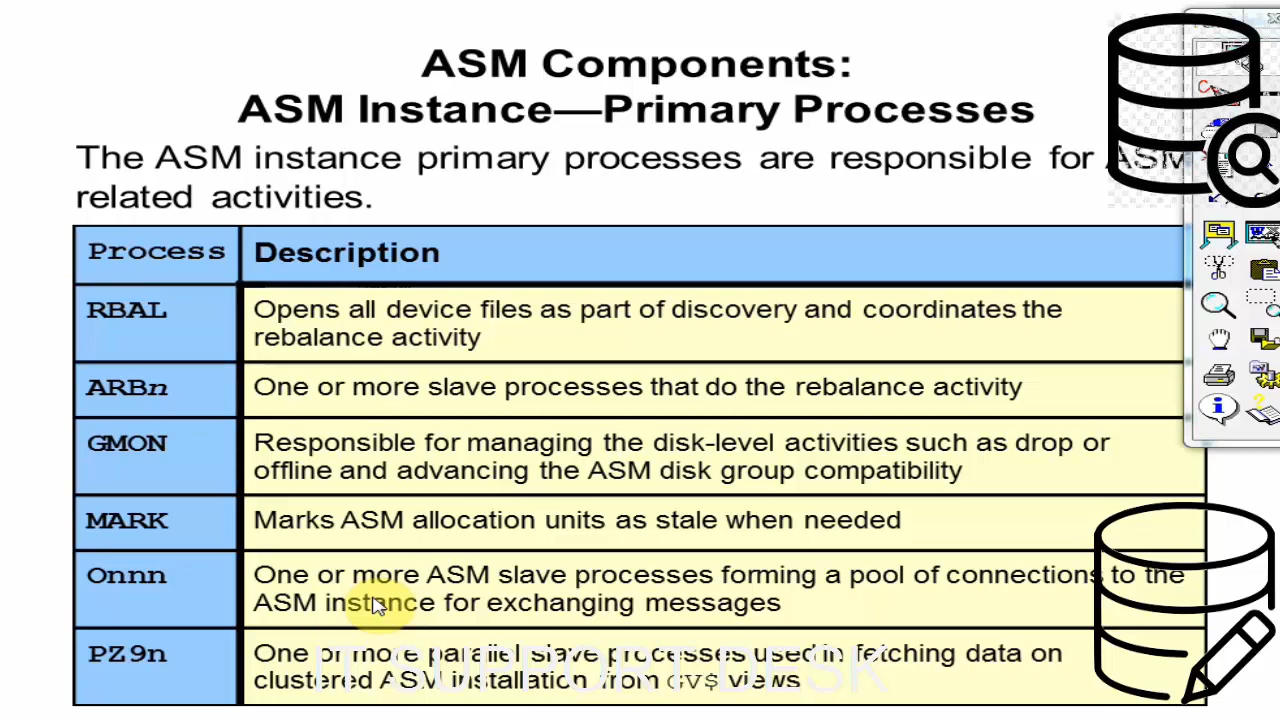 ASM Components:
ASM Instance—Primary Processes
The ASM instance primary processes are responsible for ASM
related activities.
Process Description
RBAL Opens all device files as part of discovery and coordinates the
rebalance activity
ARBn One or more slave processes that do the rebalance activity
GMON Responsible for managing the disk-level activities such as drop or
offline and advancing the ASM disk group compatibility
MARK Marks ASM allocation units as stale when needed
Onnn One or more ASM slave processes forming a pool of connections to the
ASM instance for exchanging messages
PZ9n One or more parallel slave processes used in fetching data on
clustered ASM installation from GV$ views
IT SUPPORT DESK